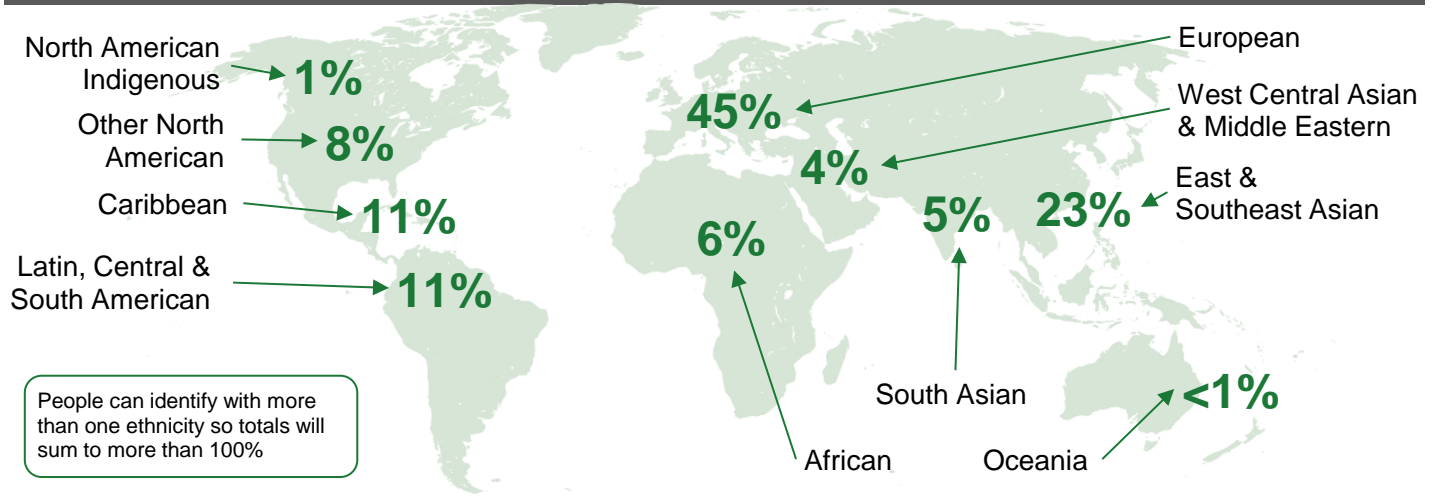 North American
Indigenous
1%
Other North
American
8%
Caribbean
11%
Latin, Central &
South American
11%
European
45%
West Central Asian
& Middle Eastern
4%
East &
Southeast Asian
23%
5%
South Asian
6%
African
<1%
Oceania
People can identify with more
than one ethnicity so totals will
sum to more than 100%